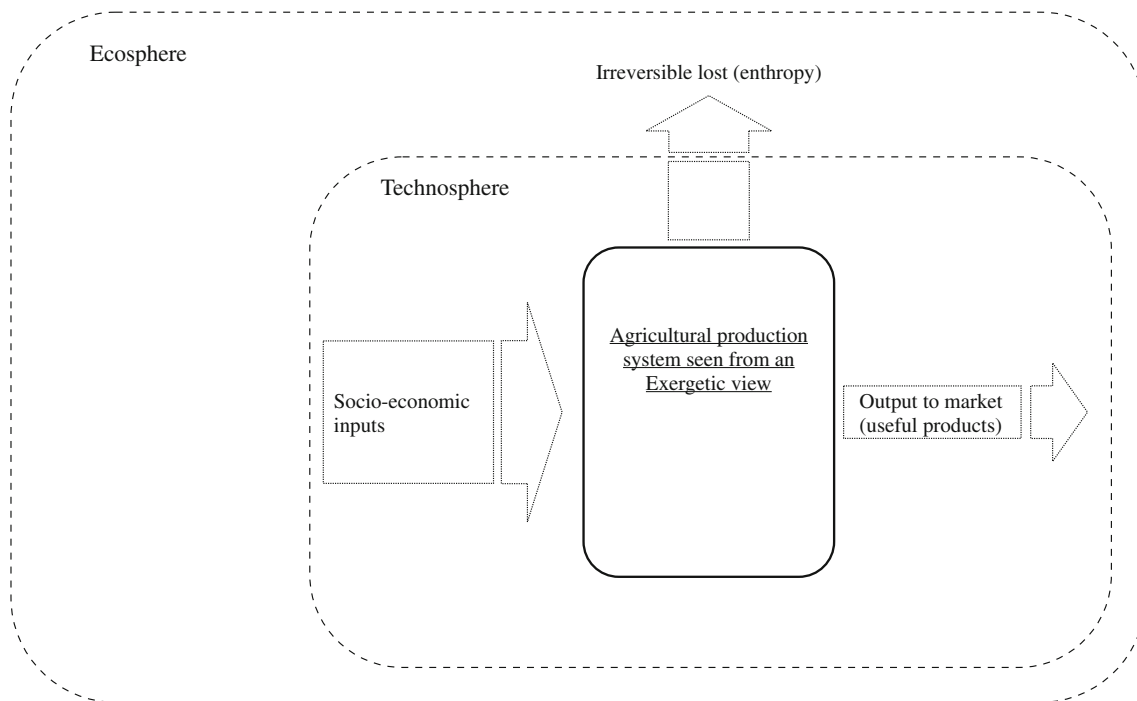 Ecosphere
Irreversible lost (enthropy)
Technosphere
Agricultural production
system seen from an
Exergetic view
Socio-economic
inputs
Output to market
(useful products)